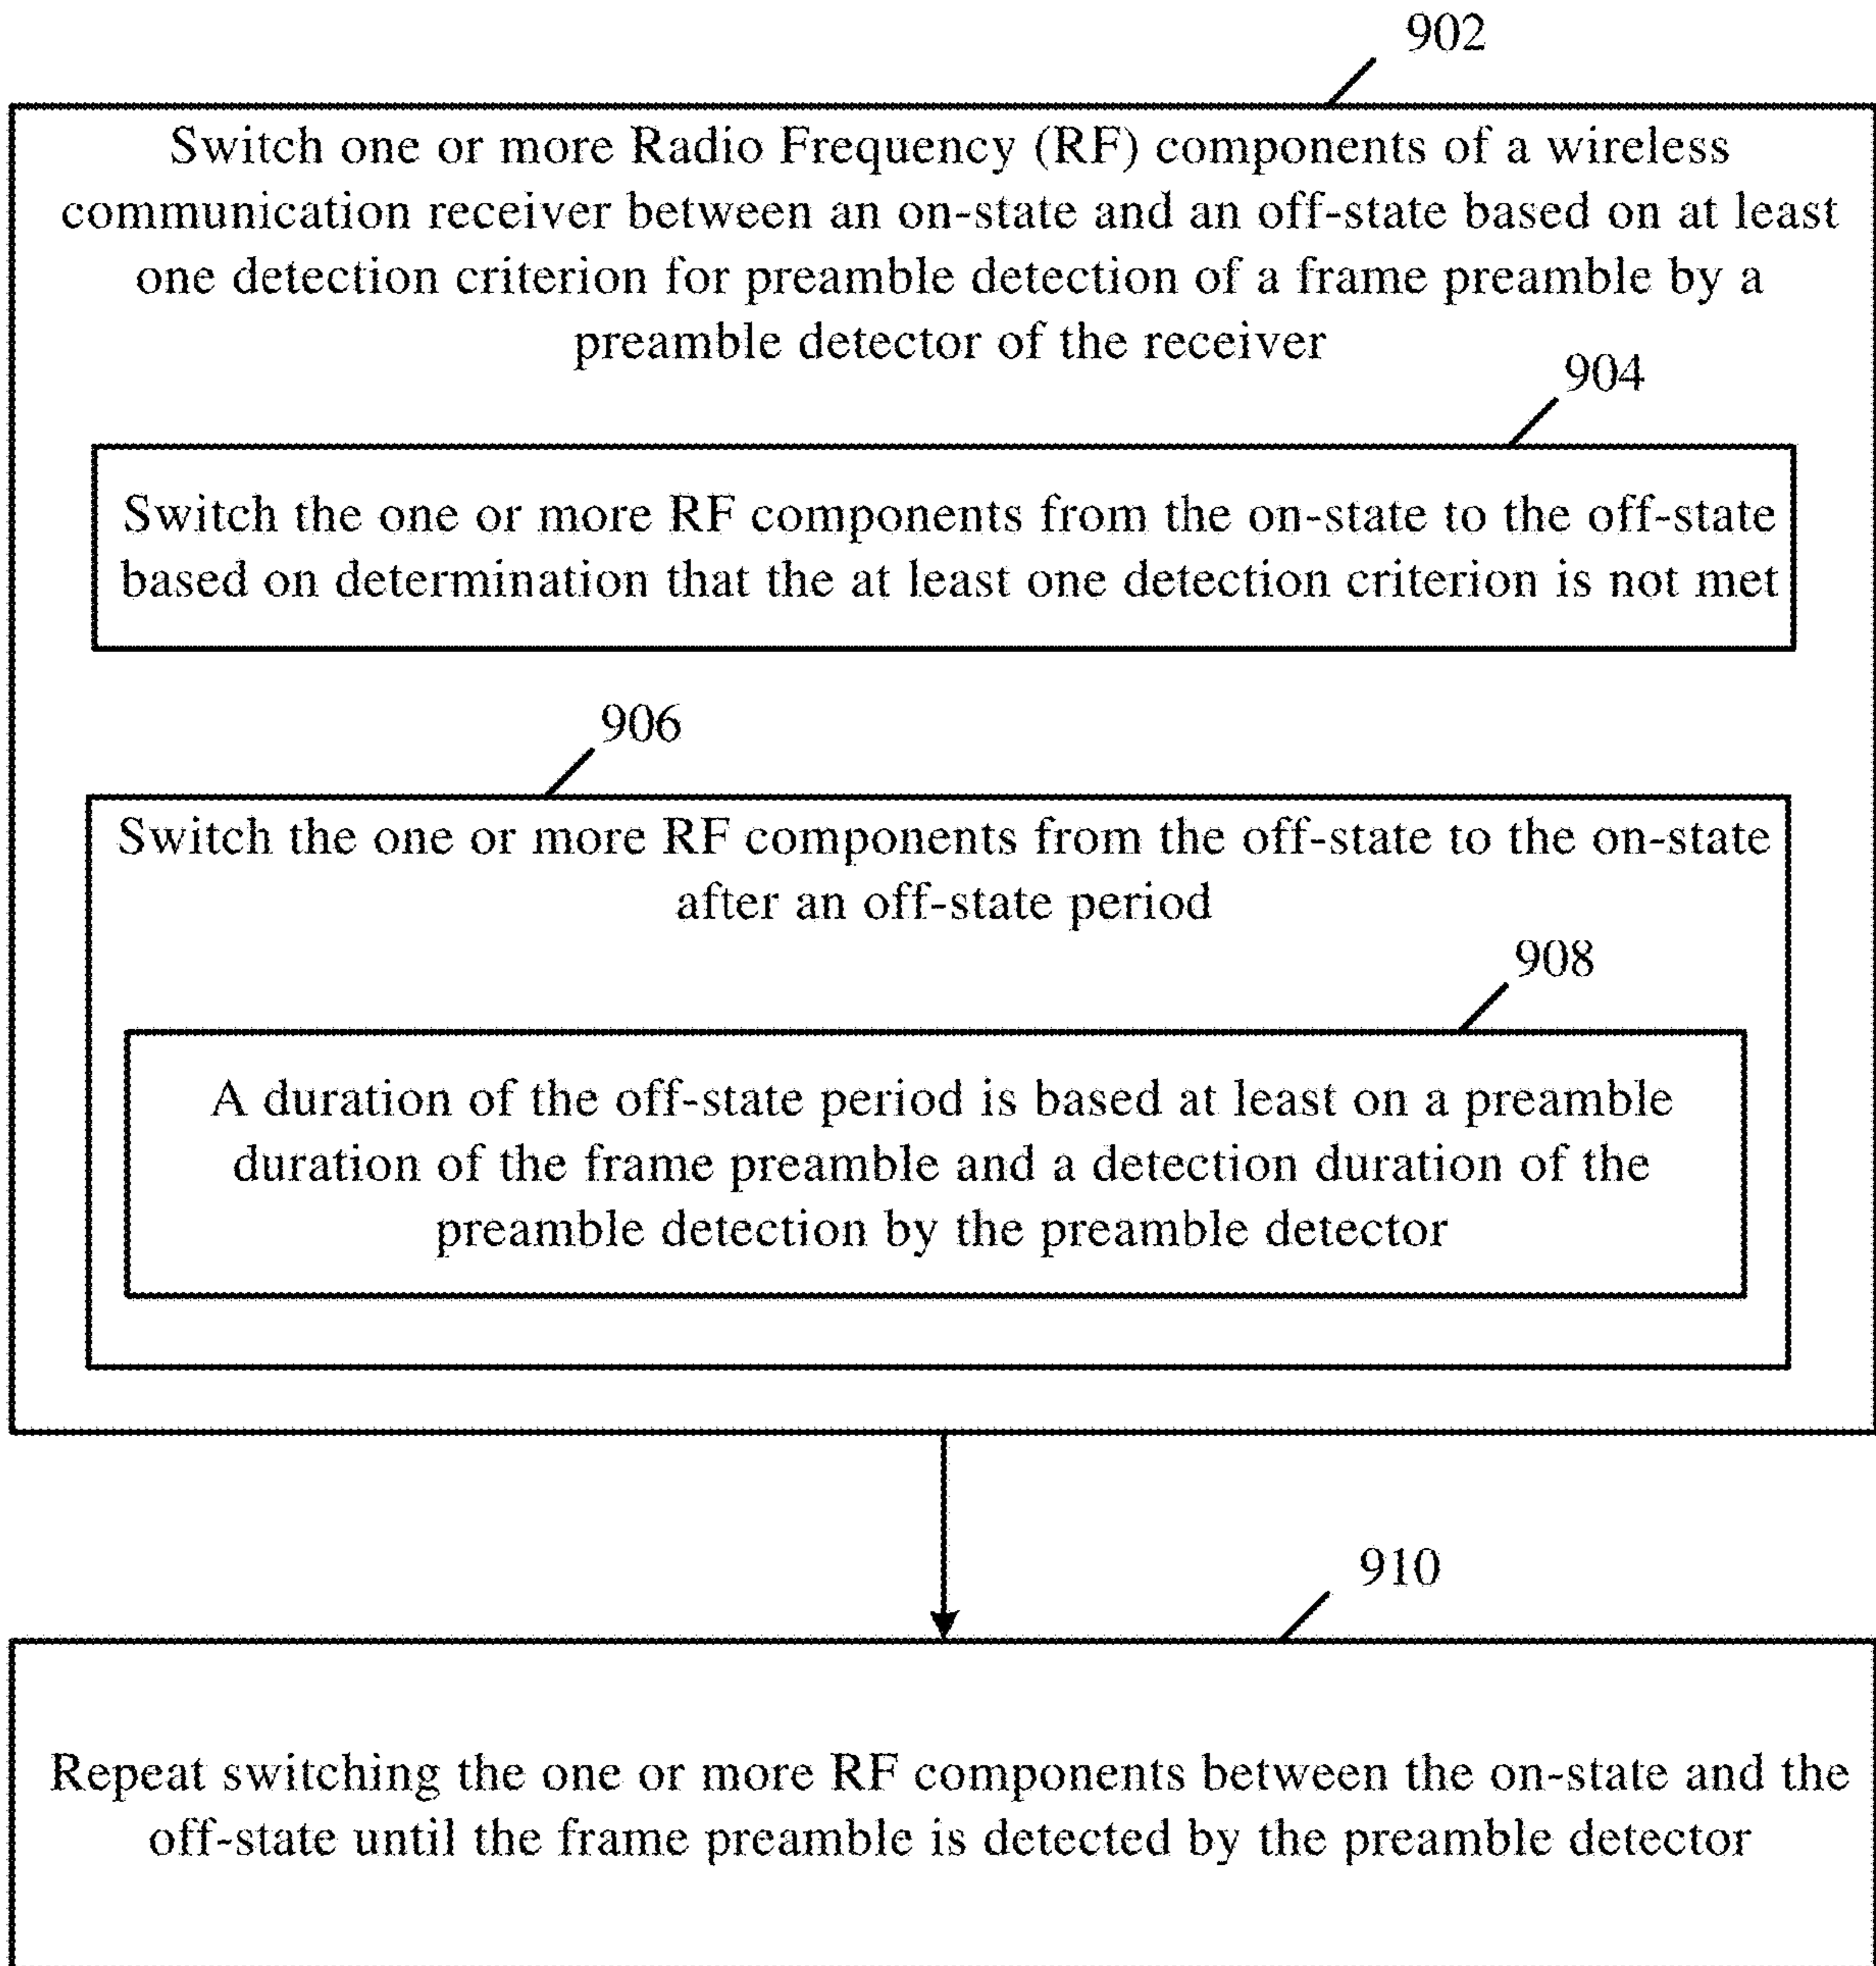 902
Switch one or more Radio Frequency (RF) components of a wireless
communication receiver between an on-state and an off-state based on at least
one detection criterion for preamble detection of a frame preamble by a
preamble detector of the receiver
904
Switch the one or more RF components from the on-state to the off-state
based on determination that the at least one detection criterion is not met
906
Switch the one or more RF components from the off-state to the on-state
after an off-state period
908
A duration of the off-state period is based at least on a preamble
duration of the frame preamble and a detection duration of the
preamble detection by the preamble detector
910
Repeat switching the one or more RF components between the on-state and the
off-state until the frame preamble is detected by the preamble detector